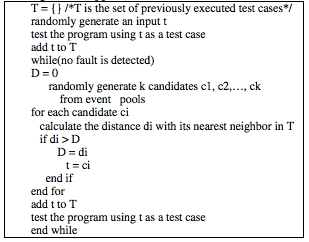 T = { } /*T is the set of previously executed test cases*/
randomly generate an input t
test the program using t as a test case
add t to T
while(no fault is detected)
D = 0
randomly generate k candidates c1, c2,…, ck
from event pools
for each candidate ci
calculate the distance di with its nearest neighbor in T
if di > D
D = di
t = ci
end if
end for
add t to T
test the program using t as a test case
end while